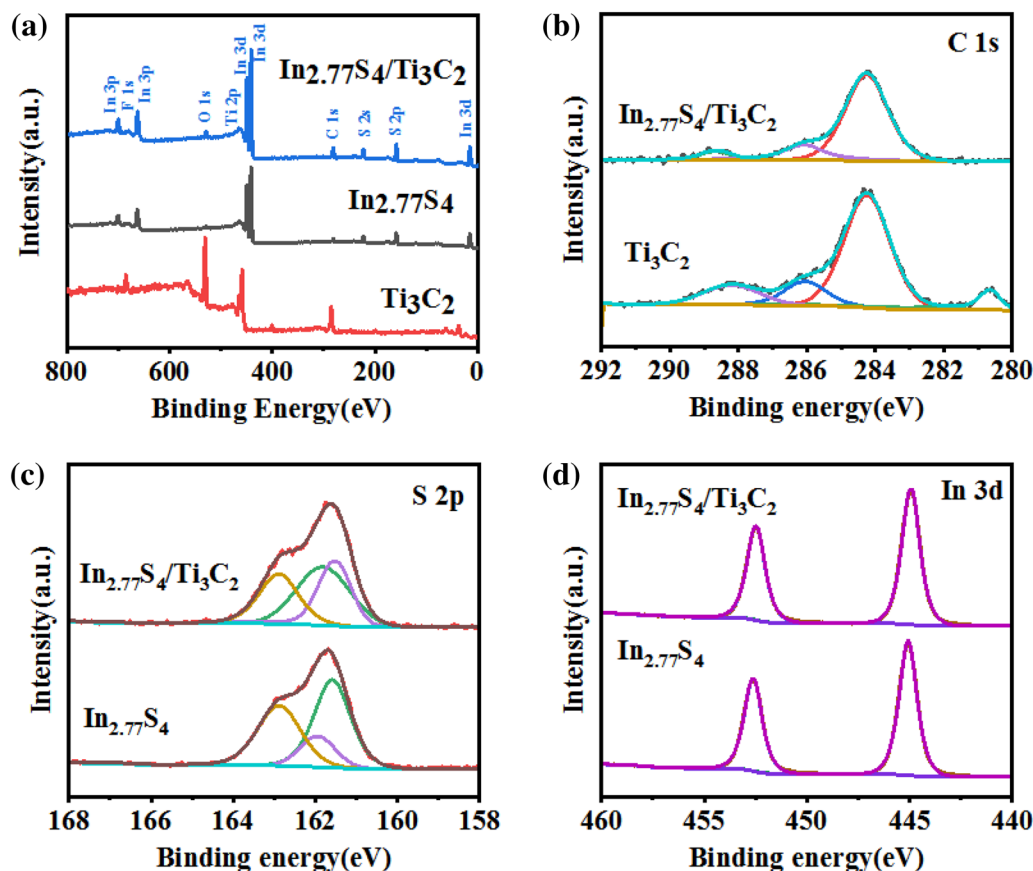 (a)
In 3p
F 1s
In 3p
O 1s
Ti 2p
In 3d
In 3d
C 1s
S 2s
S 2p
In 3d
In2.77S4/Ti3C2
In2.77S4
Ti3C2
Intensity(a.u.)
800 600 400 200 0
Binding Energy(eV)
(b)
C 1s
In2.77S4/Ti3C2
Ti3C2
Intensity(a.u.)
292 290 288 286 284 282 280
Binding energy(eV)
(c)
S 2p
In2.77S4/Ti3C2
In2.77S4
Intensity(a.u.)
168 166 164 162 160 158
Binding energy(eV)
(d)
In 3d
In2.77S4/Ti3C2
In2.77S4
Intensity(a.u.)
460 455 450 445 440
Binding energy(eV)